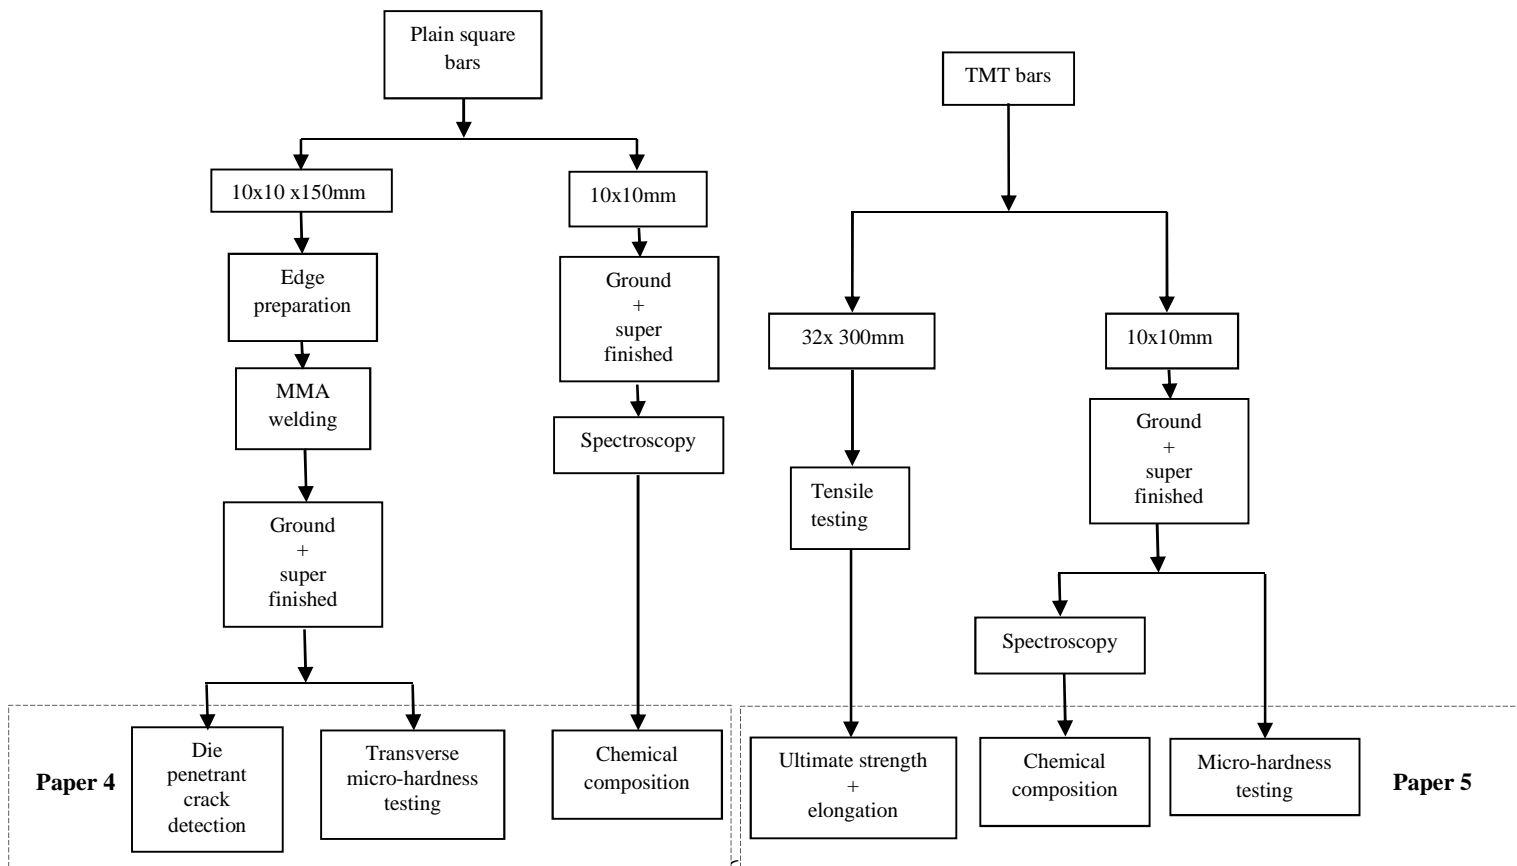 Plain square
bars
TMT bars
10x10 x150mm
10x10mm
Edge
preparation
Ground
+
super
finished
32x 300mm
10x10mm
MMA
welding
Spectroscopy
Ground
+
super
finished
Tensile
testing
Ground
+
super
finished
Spectroscopy
Paper 4
Die
penetrant
crack
detection
Transverse
micro-hardness
testing
Chemical
composition
Ultimate strength
+
elongation
Chemical
composition
Micro-hardness
testing
Paper 5